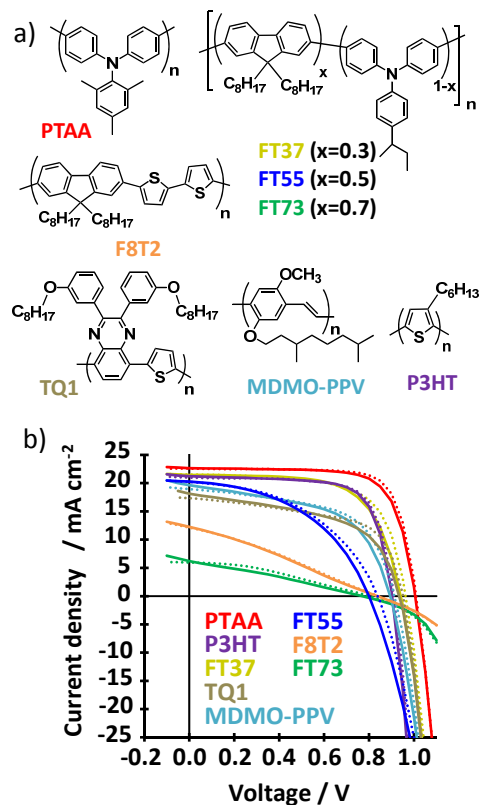 a)
N
n
PTAA
C8H17
C8H17
x
N
1-x
n
FT37 (x=0.3)
FT55 (x=0.5)
FT73 (x=0.7)
S
S
n
C8H17 C8H17
F8T2
O
C8H17
O
C8H17
N
N
S
n
TQ1
OCH3
n
O
MDMO-PPV
C6H13
S
n
P3HT
b)
Current density / mA cm-2
25
20
15
10
5
0
-5
-10
-15
-20
-25
PTAA FT55
P3HT F8T2
FT37 FT73
TQ1
MDMO-PPV
-0.2 0.0 0.2 0.4 0.6 0.8 1.0
Voltage / V